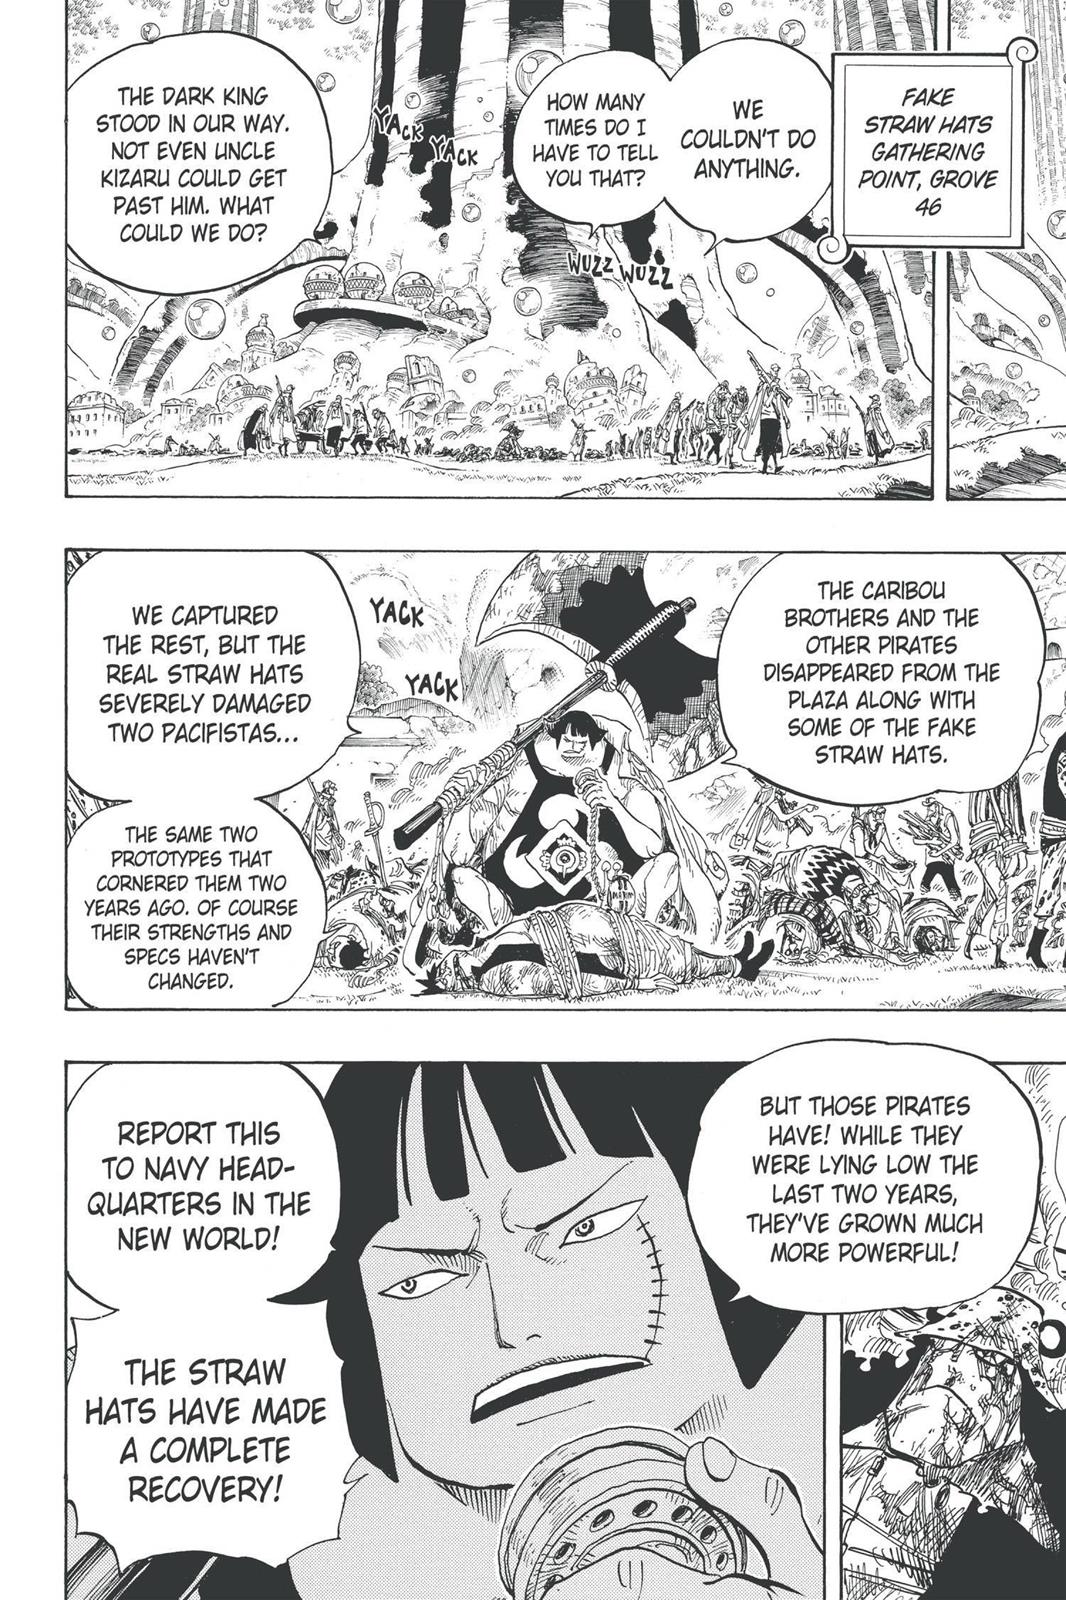 FAKE
STRAW HATS
GATHERING
POINT, GROVE
46
WE
COULDN'T DO
ANYTHING.
HOW MANY
TIMES DO I
HAVE TO TELL
YOU THAT?
THE DARK KING
STOOD IN OUR WAY.
NOT EVEN UNCLE
KIZARU COULD GET
PAST HIM. WHAT
COULD WE DO?
YACK
YACK
WUZZ WUZZ
THE CARIBOU
BROTHERS AND THE
OTHER PIRATES
DISAPPEARED FROM THE
PLAZA ALONG WITH
SOME OF THE FAKE
STRAW HATS.
YACK
YACK
WE CAPTURED
THE REST, BUT THE
REAL STRAW HATS
SEVERELY DAMAGED
TWO PACIFISTAS...
THE SAME TWO
PROTOTYPES THAT
CORNERED THEM TWO
YEARS AGO. OF COURSE
THEIR STRENGTHS AND
SPECS HAVEN'T
CHANGED.
BUT THOSE PIRATES
HAVE! WHILE THEY
WERE LYING LOW THE
LAST TWO YEARS,
THEY'VE GROWN MUCH
MORE POWERFUL!
REPORT THIS
TO NAVY HEAD-
QUARTERS IN THE
NEW WORLD!
THE STRAW
HATS HAVE MADE
A COMPLETE
RECOVERY!